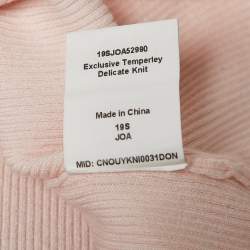 19SJOA52990
Exclusive Temperley
Delicate Knit
Made in China
19S
JOA
MID: CNOUYKNI0031DON